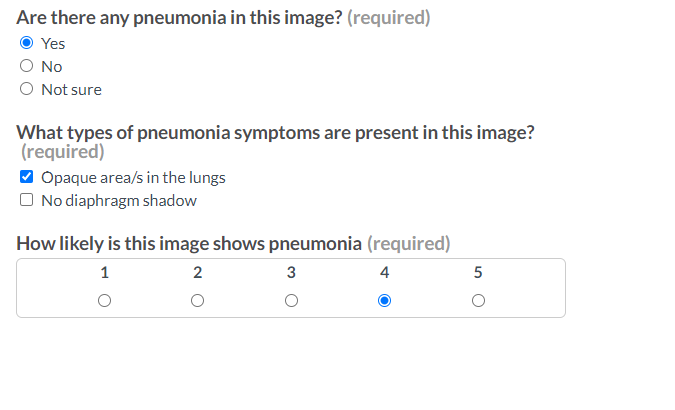 Are there any pneumonia in this image? (required)
Yes
No
Not sure
What types of pneumonia symptoms are present in this image?
(required)
Opaque area/s in the lungs
No diaphragm shadow
How likely is this image shows pneumonia (required)
1 2 3 4 5